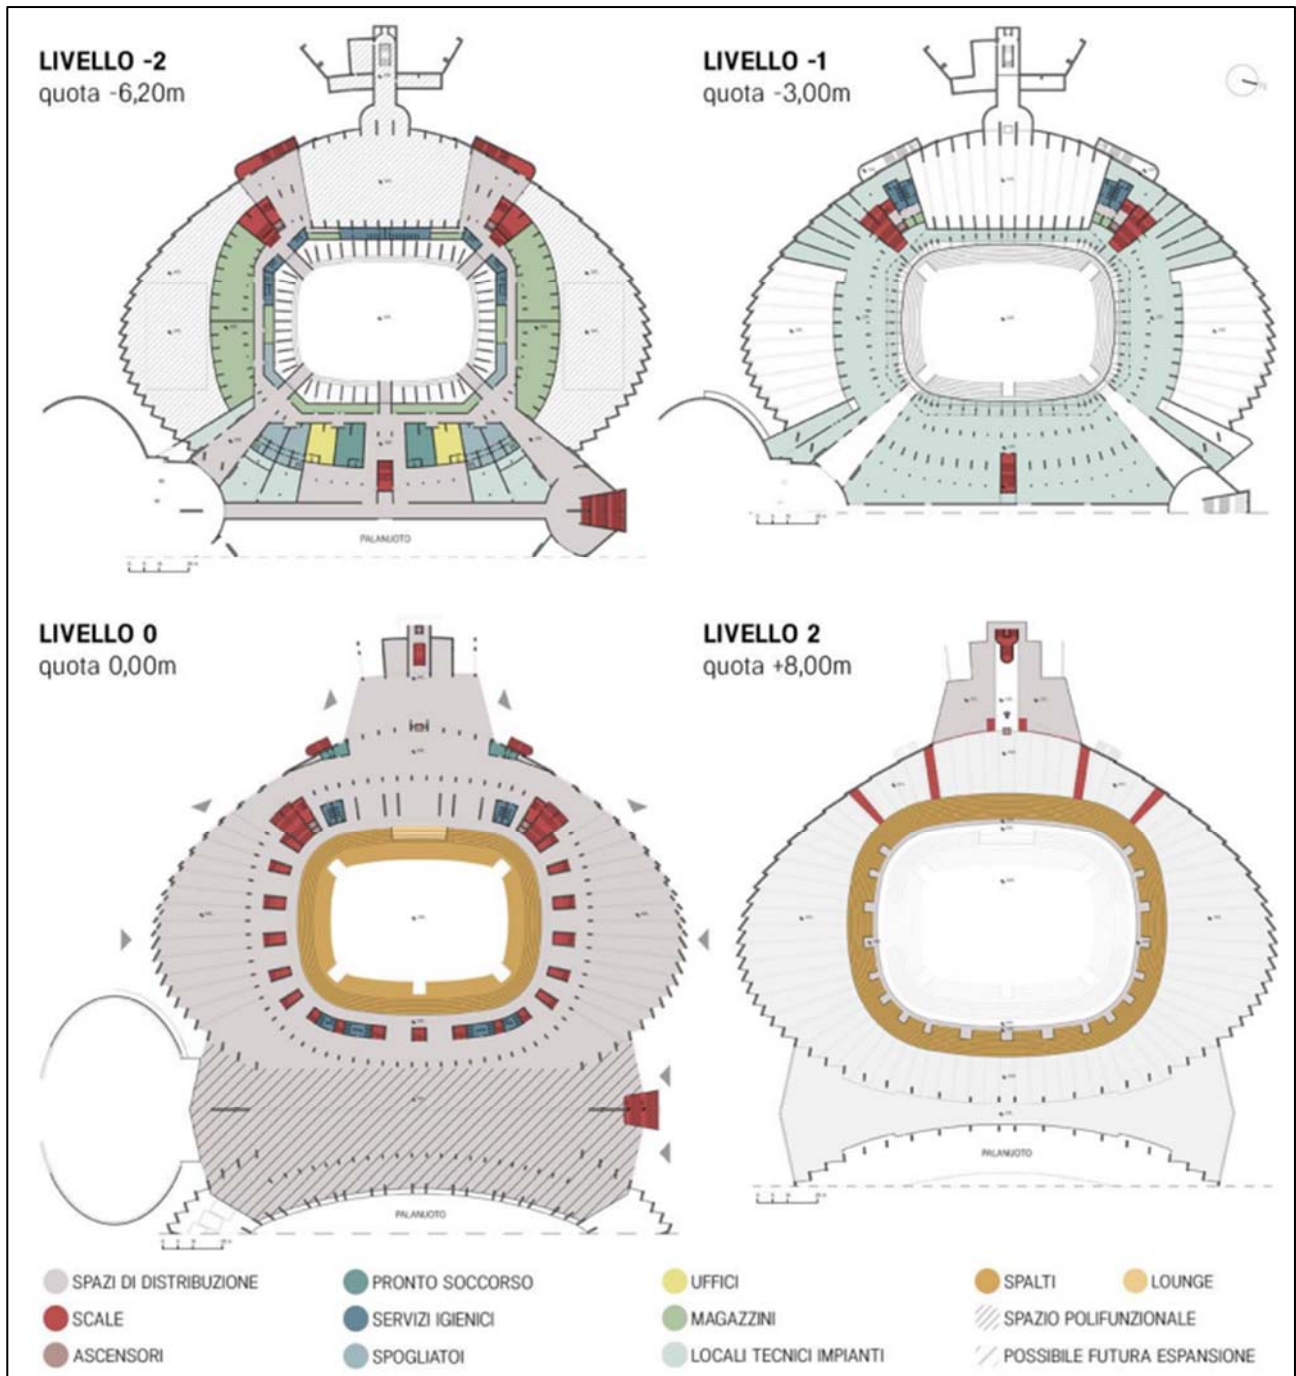 LIVELLO -2
quota -6,20m
LIVELLO -1
quota -3,00m
PALANUOTO
LIVELLO 0
quota 0,00m
LIVELLO 2
quota +8,00m
PALANUOTO
PALANUOTO
SPAZI DI DISTRIBUZIONE
PRONTO SOCCORSO
UFFICI
SPALTI
LOUNGE
SCALE
SERVIZI IGIENICI
MAGAZZINI
SPAZIO POLIFUNZIONALE
ASCENSORI
SPOGLIATOI
LOCALI TECNICI IMPIANTI
POSSIBILE FUTURA ESPANSIONE